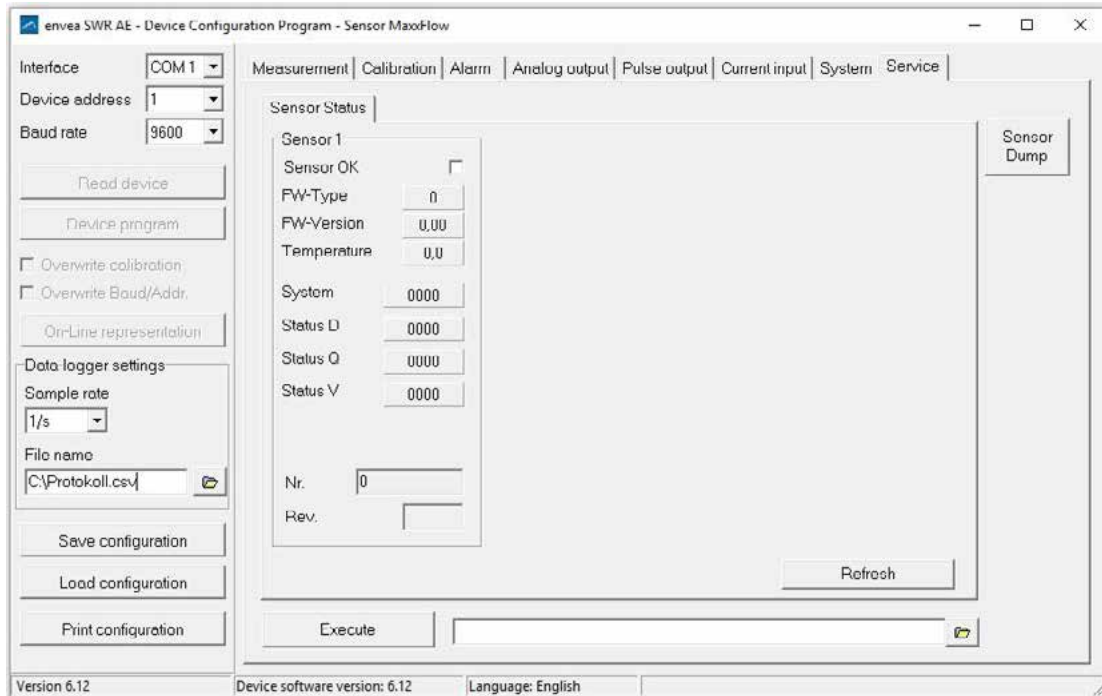 envea SWR AE - Device Configuration Program - Sensor MaxxFlow
Interface COM 1
Device address 1
Baud rate 9600
Read device
Device program
Overwrite calibration
Overwrite Baud/Addr.
On-Line representation
Data logger settings
Sample rate
1/s
File name
C:\Protokoll.csv
Save configuration
Load configuration
Print configuration
Measurement Calibration Alarm Analog output Pulse output Current input System Service
Sensor Status
Sensor 1
Sensor OK
FW-Type 0
FW-Version 0,00
Temperature 0,0
System 0000
Status D 0000
Status Q 0000
Status V 0000
Nr. 0
Rev.
Refresh
Sensor
Dump
Execute
Version 6.12 Device software version: 6.12 Language: English